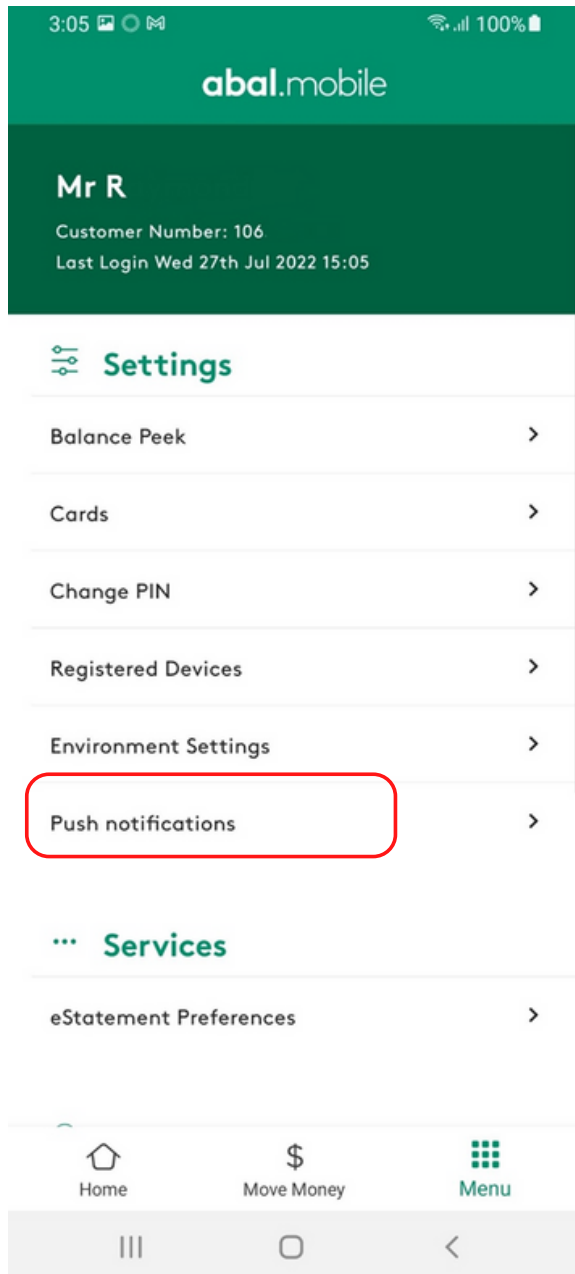 3:05 100%
abal.mobile
Mr R
Customer Number: 106
Last Login Wed 27th Jul 2022 15:05
Settings
Balance Peek
Cards
Change PIN
Registered Devices
Environment Settings
Push notifications
Services
eStatement Preferences
Home Move Money Menu